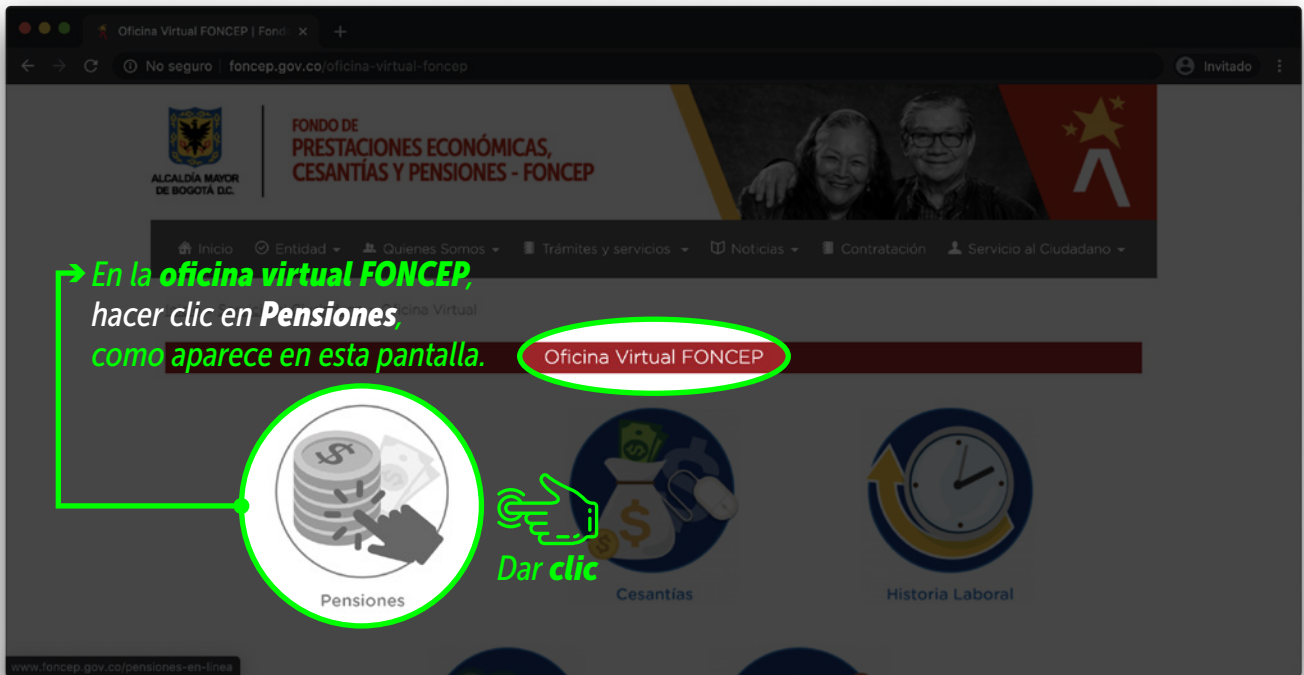 Oficina Virtual FONCEP | Fond
No seguro | foncep.gov.co/oficina-virtual-foncep
Invitado
ALCALDÍA MAYOR
DE BOGOTÁ D.C.
FONDO DE
PRESTACIONES ECONÓMICAS,
CESANTÍAS Y PENSIONES - FONCEP
Inicio Entidad Quienes Somos Trámites y servicios Noticias Contratación Servicio al Ciudadano
En la oficina virtual FONCEP,
hacer clic en Pensiones,
como aparece en esta pantalla.
Oficina Virtual
Oficina Virtual FONCEP
Dar clic
Pensiones
Cesantías
Historia Laboral
www.foncep.gov.co/pensiones-en-linea